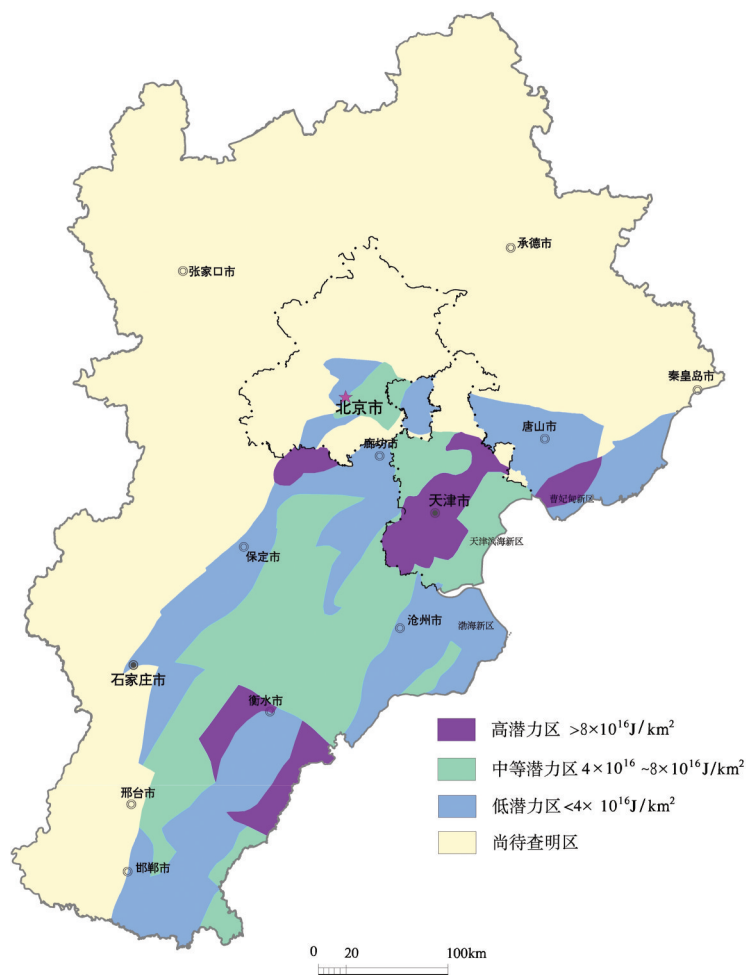 承德市
张家口市
秦皇岛市
北京市
唐山市
廊坊市
曹妃甸新区
天津市
天津滨海新区
保定市
沧州市
渤海新区
石家庄市
衡水市
高潜力区 >8×10¹⁶J/km²
中等潜力区 4×10¹⁶ ~8×10¹⁶J/km²
邢台市
低潜力区<4× 10¹⁶J/km²
尚待查明区
邯郸市
0 20 100km